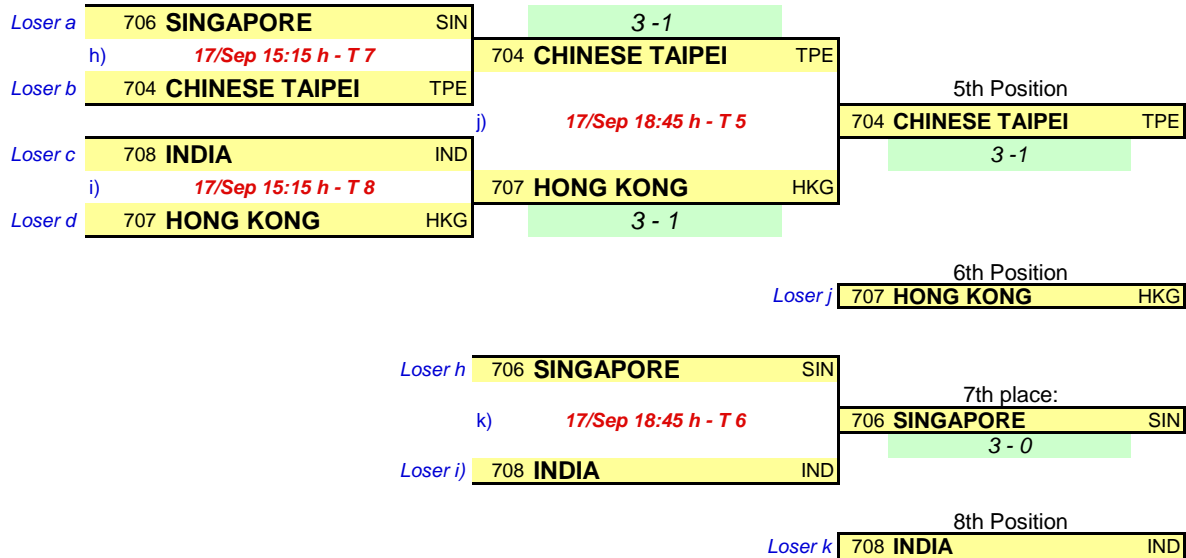 Loser a 706 SINGAPORE SIN 3 -1
h) 17/Sep 15:15 h - T 7 704 CHINESE TAIPEI TPE
Loser b 704 CHINESE TAIPEI TPE 5th Position
j) 17/Sep 18:45 h - T 5 704 CHINESE TAIPEI TPE
Loser c 708 INDIA IND 3 -1
i) 17/Sep 15:15 h - T 8 707 HONG KONG HKG
Loser d 707 HONG KONG HKG 3 - 1
6th Position
Loser j 707 HONG KONG HKG
Loser h 706 SINGAPORE SIN
7th place:
k) 17/Sep 18:45 h - T 6 706 SINGAPORE SIN
3 - 0
Loser i) 708 INDIA IND
8th Position
Loser k 708 INDIA IND